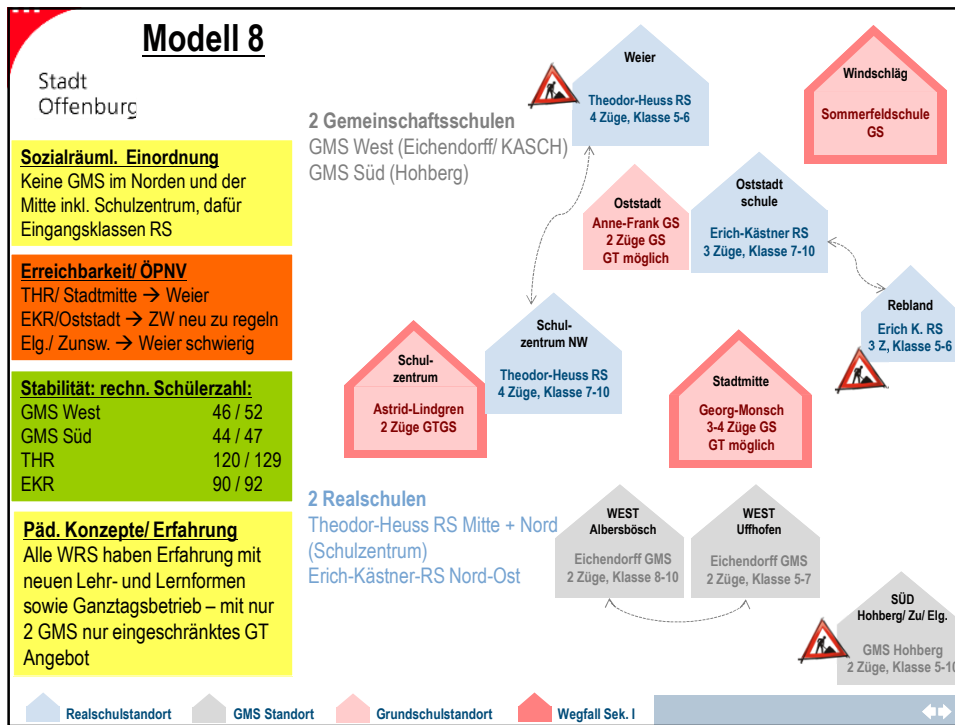 Modell 8
Stadt
Offenburg
Sozialräuml. Einordnung
Keine GMS im Norden und der
Mitte inkl. Schulzentrum, dafür
Eingangsklassen RS
Erreichbarkeit/ ÖPNV
THR/ Stadtmitte → Weier
EKR/Oststadt → ZW neu zu regeln
Elg./ Zunsw. → Weier schwierig
Stabilität: rechn. Schülerzahl:
GMS West 46 / 52
GMS Süd 44 / 47
THR 120 / 129
EKR 90 / 92
Päd. Konzepte/ Erfahrung
Alle WRS haben Erfahrung mit
neuen Lehr- und Lernformen
sowie Ganztagsbetrieb – mit nur
2 GMS nur eingeschränktes GT
Angebot
2 Gemeinschaftsschulen
GMS West (Eichendorff/ KASCH)
GMS Süd (Hohberg)
Weier
Theodor-Heuss RS
4 Züge, Klasse 5-6
Windschläg
Sommerfeldschule
GS
Oststadt
Anne-Frank GS
2 Züge GS
GT möglich
Oststadt
schule
Erich-Kästner RS
3 Züge, Klasse 7-10
Rebland
Erich K. RS
3 Z, Klasse 5-6
Schul-
zentrum
Astrid-Lindgren
2 Züge GTGS
Schul-
zentrum NW
Theodor-Heuss RS
4 Züge, Klasse 7-10
Stadtmitte
Georg-Monsch
3-4 Züge GS
GT möglich
2 Realschulen
Theodor-Heuss RS Mitte + Nord
(Schulzentrum)
Erich-Kästner-RS Nord-Ost
WEST
Albersbösch
Eichendorff GMS
2 Züge, Klasse 8-10
WEST
Uffhofen
Eichendorff GMS
2 Züge, Klasse 5-7
SÜD
Hohberg/ Zu/ Elg.
GMS Hohberg
2 Züge, Klasse 5-10
Realschulstandort
GMS Standort
Grundschulstandort
Wegfall Sek. I